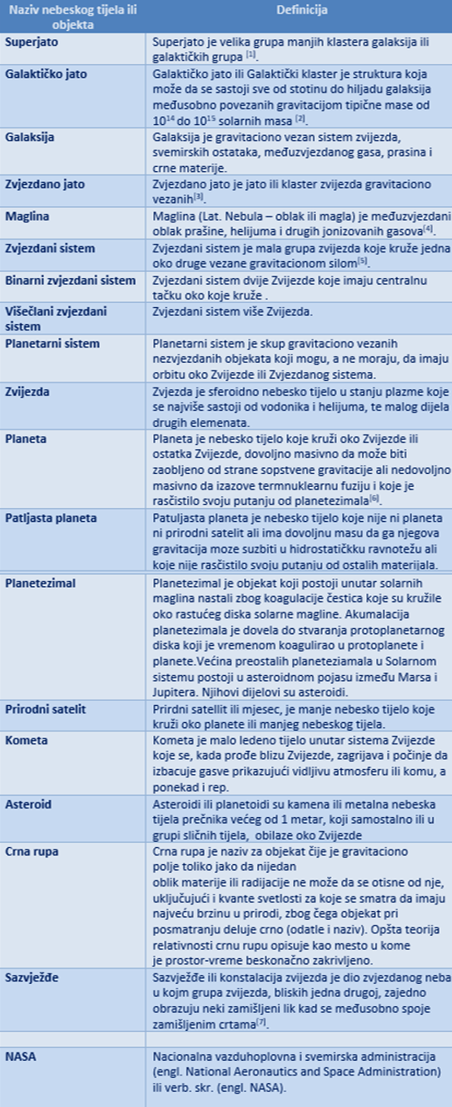 Naziv nebeskog tijela ili
objekta
Definicija
Superjato
Superjato je velika grupa manjih klastera galaksija ili
galaktičkih grupa [1].
Galaktičko jato
Galaktičko jato ili Galaktički klaster je struktura koja
može da se sastoji sve od stotinu do hiljadu galaksija
međusobno povezanih gravitacijom tipične mase od
10^14 do 10^15 solarnih masa [2].
Galaksija
Galaksija je gravitaciono vezan sistem zvijezda,
svemirskih ostataka, međuzvjezdanog gasa, prasina i
crne materije.
Zvjezdano jato
Zvjezdano jato je jato ili klaster zvijezda gravitaciono
vezanih[3].
Maglina
Maglina (Lat. Nebula – oblak ili magla) je međuzvjezdani
oblak prašine, helijuma i drugih jonizovanih gasova[4].
Zvjezdani sistem
Zvjezdani sistem je mala grupa zvijezda koje kruže jedna
oko druge vezane gravitacionom silom[5].
Binarni zvjezdani sistem
Zvjezdani sistem dvije Zvijezde koje imaju centralnu
tačku oko koje kruže .
Višečlani zvjezdani
sistem
Zvjezdani sistem više Zvijezda.
Planetarni sistem
Planetarni sistem je skup gravitaciono vezanih
nezvjezdanih objekata koji mogu, a ne moraju, da imaju
orbitu oko Zvijezde ili Zvjezdanog sistema.
Zvijezda
Zvjezda je sferoidno nebesko tijelo u stanju plazme koje
se najviše sastoji od vodonika i helijuma, te malog dijela
drugih elemenata.
Planeta
Planeta je nebesko tijelo koje kruži oko Zvijezde ili
ostatka Zvijezde, dovoljno masivno da može biti
zaobljeno od strane sopstvene gravitacije ali nedovoljno
masivno da izazove termnuklearnu fuziju i koje je
rasčistilo svoju putanju od planetezimala[6].
Patljasta planeta
Patuljasta planeta je nebesko tijelo koje nije ni planeta
ni prirodni satelit ali ima dovoljnu masu da ga njegova
gravitacija moze suzbiti u hidrostatičkku ravnotežu ali
koje nije rasčistilo svoju putanju od ostalih materijala.
Planetezimal
Planetezimal je objekat koji postoji unutar solarnih
maglina nastali zbog koagulacije čestica koje su kružile
oko rastućeg diska solarne magline. Akumalacija
planetezimala je dovela do stvaranja protoplanetarnog
diska koji je vremenom koagulirao u protoplanete i
planete.Većina preostalih planeteziamala u Solarnom
sistemu postoji u asteroidnom pojasu između Marsa i
Jupitera. Njihovi dijelovi su asteroidi.
Prirodni satelit
Prirdni satellit ili mjesec, je manje nebesko tijelo koje
kruži oko planete ili manjeg nebeskog tijela.
Kometa
Kometa je malo ledeno tijelo unutar sistema Zvijezde
koje se, kada prođe blizu Zvijezde, zagrijava i počinje da
izbacuje gasve prikazujući vidljivu atmosferu ili komu, a
ponekad i rep.
Asteroid
Asteroidi ili planetoidi su kamena ili metalna nebeska
tijela prečnika većeg od 1 metar, koji samostalno ili u
grupi sličnih tijela, obilaze oko Zvijezde
Crna rupa
Crna rupa je naziv za objekat čije je gravitaciono
polje toliko jako da nijedan
oblik materije ili radijacije ne može da se otisne od nje,
uključujući i kvante svetlosti za koje se smatra da imaju
najveću brzinu u prirodi, zbog čega objekat pri
posmatranju deluje crno (odatle i naziv). Opšta teorija
relativnosti crnu rupu opisuje kao mesto u kome
je prostor-vreme beskonačno zakrivljeno.
Sazvježđe
Sazvježđe ili konstalacija zvijezda je dio zvjezdanog neba
u kojm grupa zvijezda, bliskih jedna drugoj, zajedno
obrazuju neki zamišljeni lik kad se međusobno spoje
zamišljenim crtama[7].
NASA
Nacionalna vazduhoplovna i svemirska administracija
(engl. National Aeronautics and Space Administration)
ili verb. skr. (engl. NASA).